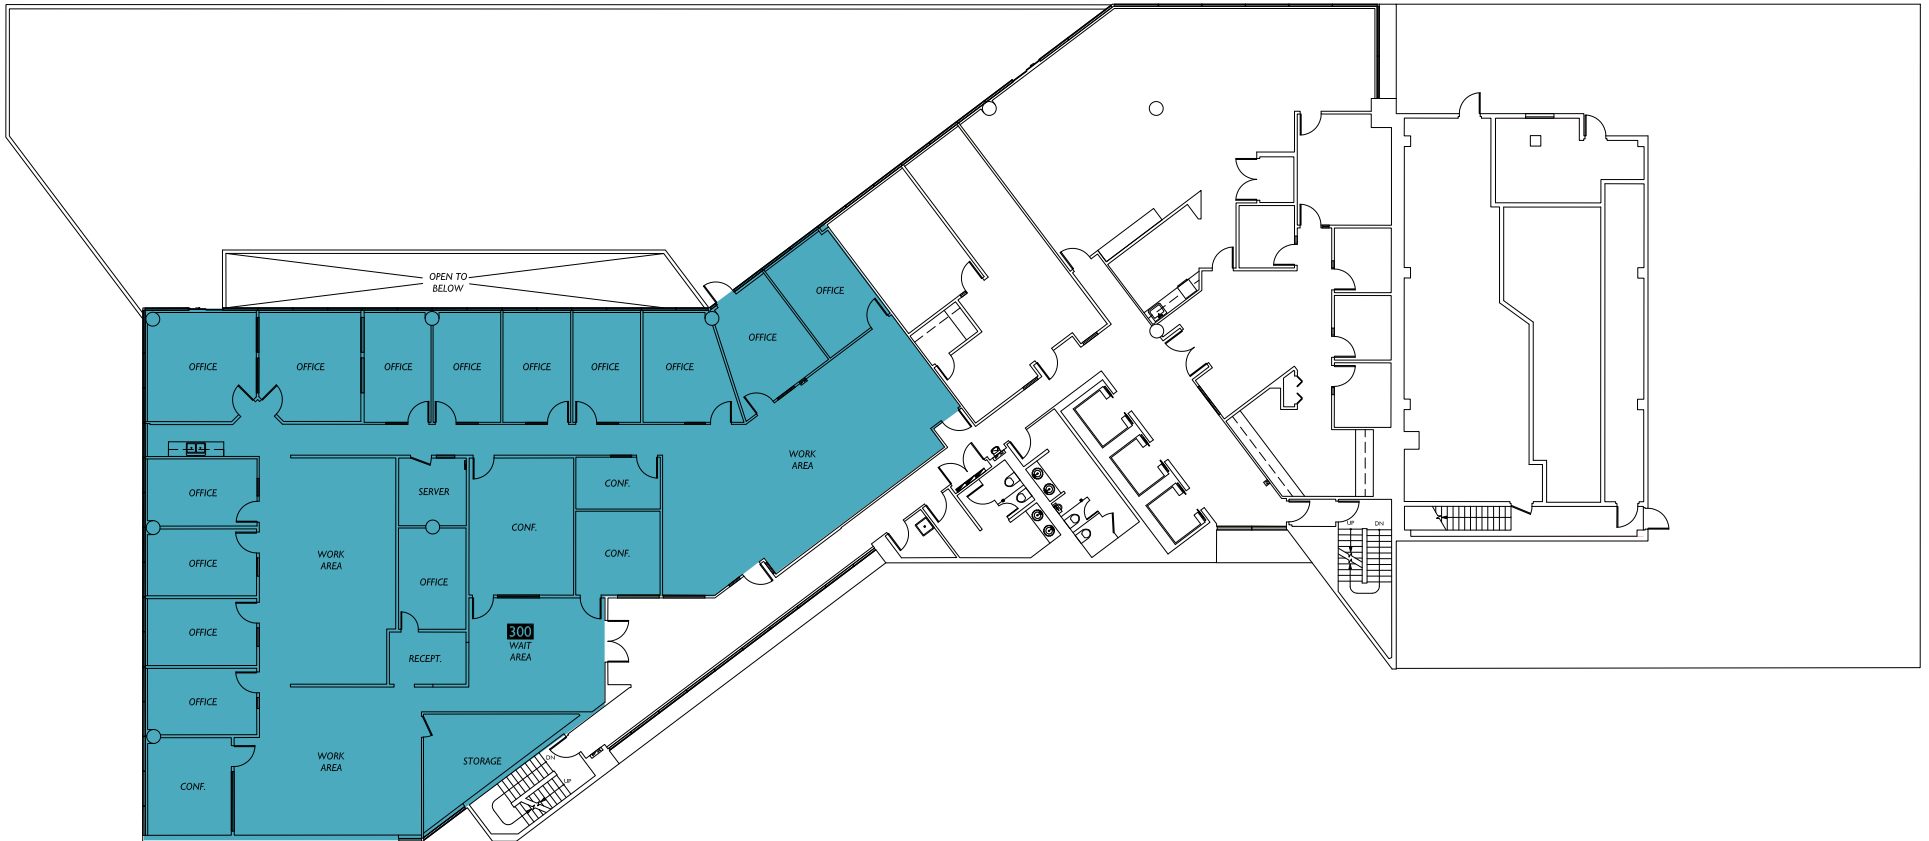 OPEN TO
BELOW
OFFICE
OFFICE
OFFICE
OFFICE
OFFICE
OFFICE
OFFICE
OFFICE
OFFICE
WORK
AREA
OFFICE
SERVER
CONF.
CONF.
CONF.
WORK
AREA
OFFICE
OFFICE
OFFICE
300
WAIT
AREA
RECEPT.
OFFICE
WORK
AREA
STORAGE
CONF.
DN
UP
UP
DN